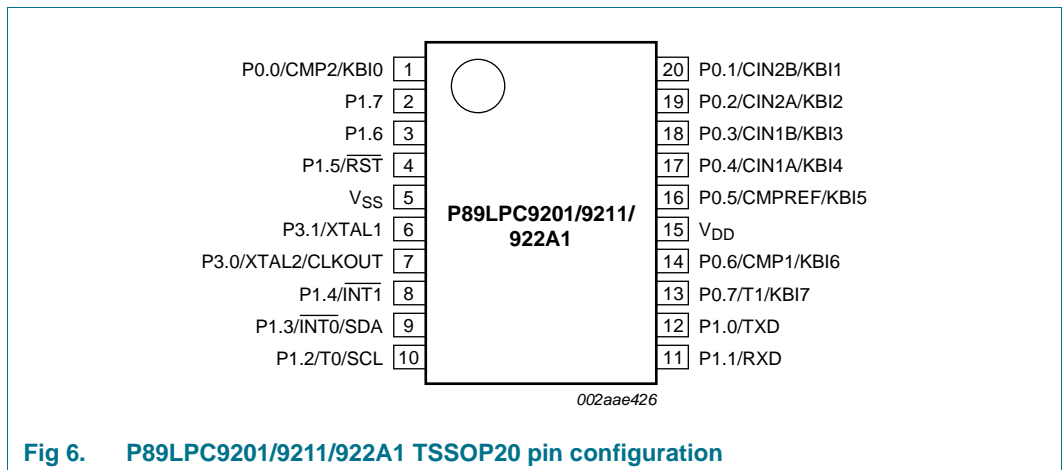 P0.0/CMP2/KBI0 1
P1.7 2
P1.6 3
P1.5/R̅S̅T̅ 4
VSS 5
P3.1/XTAL1 6
P3.0/XTAL2/CLKOUT 7
P1.4/I̅N̅T̅1̅ 8
P1.3/I̅N̅T̅0̅/SDA 9
P1.2/T0/SCL 10
P89LPC9201/9211/
922A1
20 P0.1/CIN2B/KBI1
19 P0.2/CIN2A/KBI2
18 P0.3/CIN1B/KBI3
17 P0.4/CIN1A/KBI4
16 P0.5/CMPREF/KBI5
15 VDD
14 P0.6/CMP1/KBI6
13 P0.7/T1/KBI7
12 P1.0/TXD
11 P1.1/RXD
002aae426
Fig 6. P89LPC9201/9211/922A1 TSSOP20 pin configuration